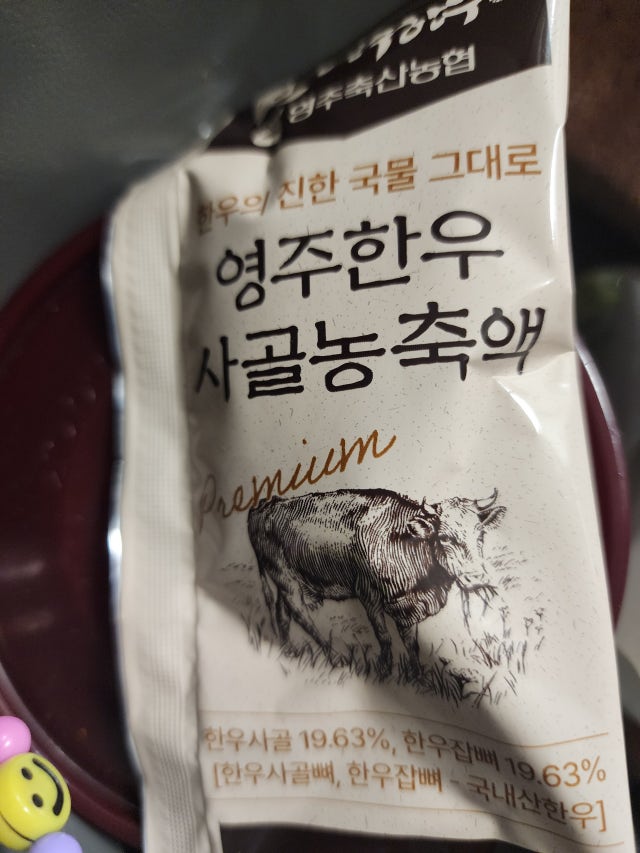 영주축산농협
한우의 진한 국물 그대로
영주한우
사골농축액
Premium
한우사골 19.63%, 한우잡뼈 19.63%
[한우사골뼈, 한우잡뼈 - 국내산한우]